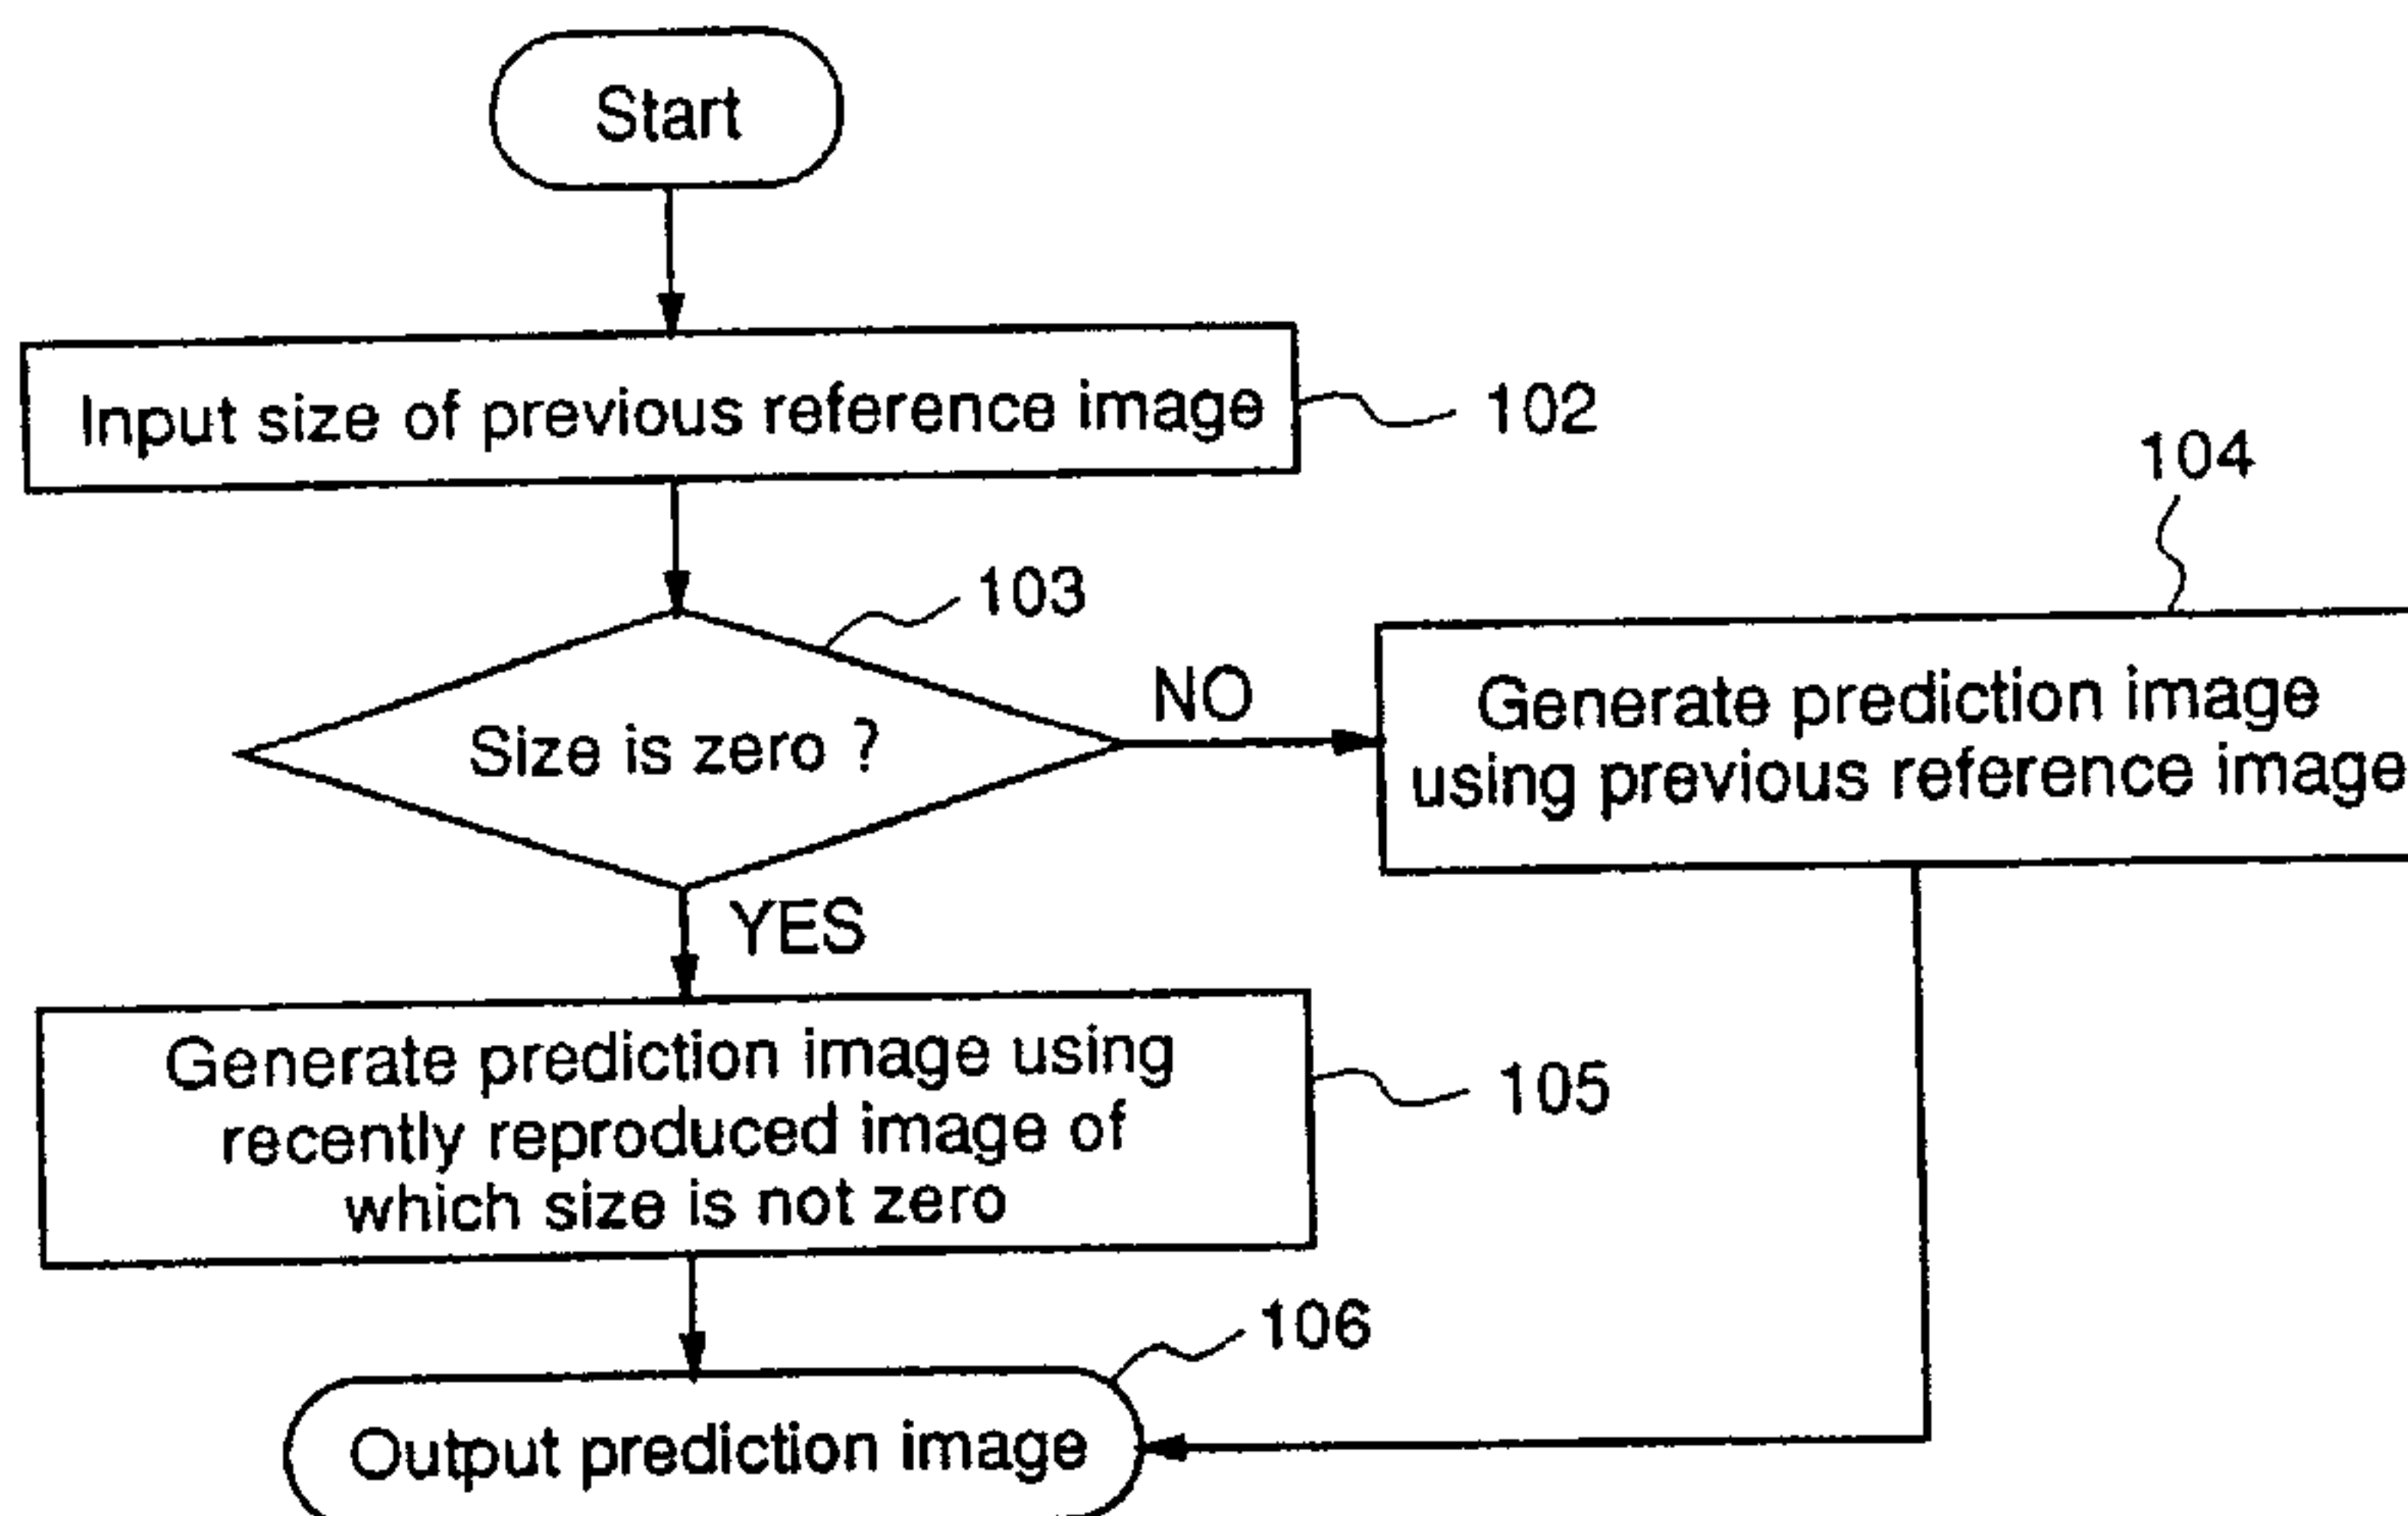 Start
Input size of previous reference image
102
104
103
Size is zero ?
NO
Generate prediction image
using previous reference image
YES
Generate prediction image using
recently reproduced image of
which size is not zero
105
106
Output prediction image